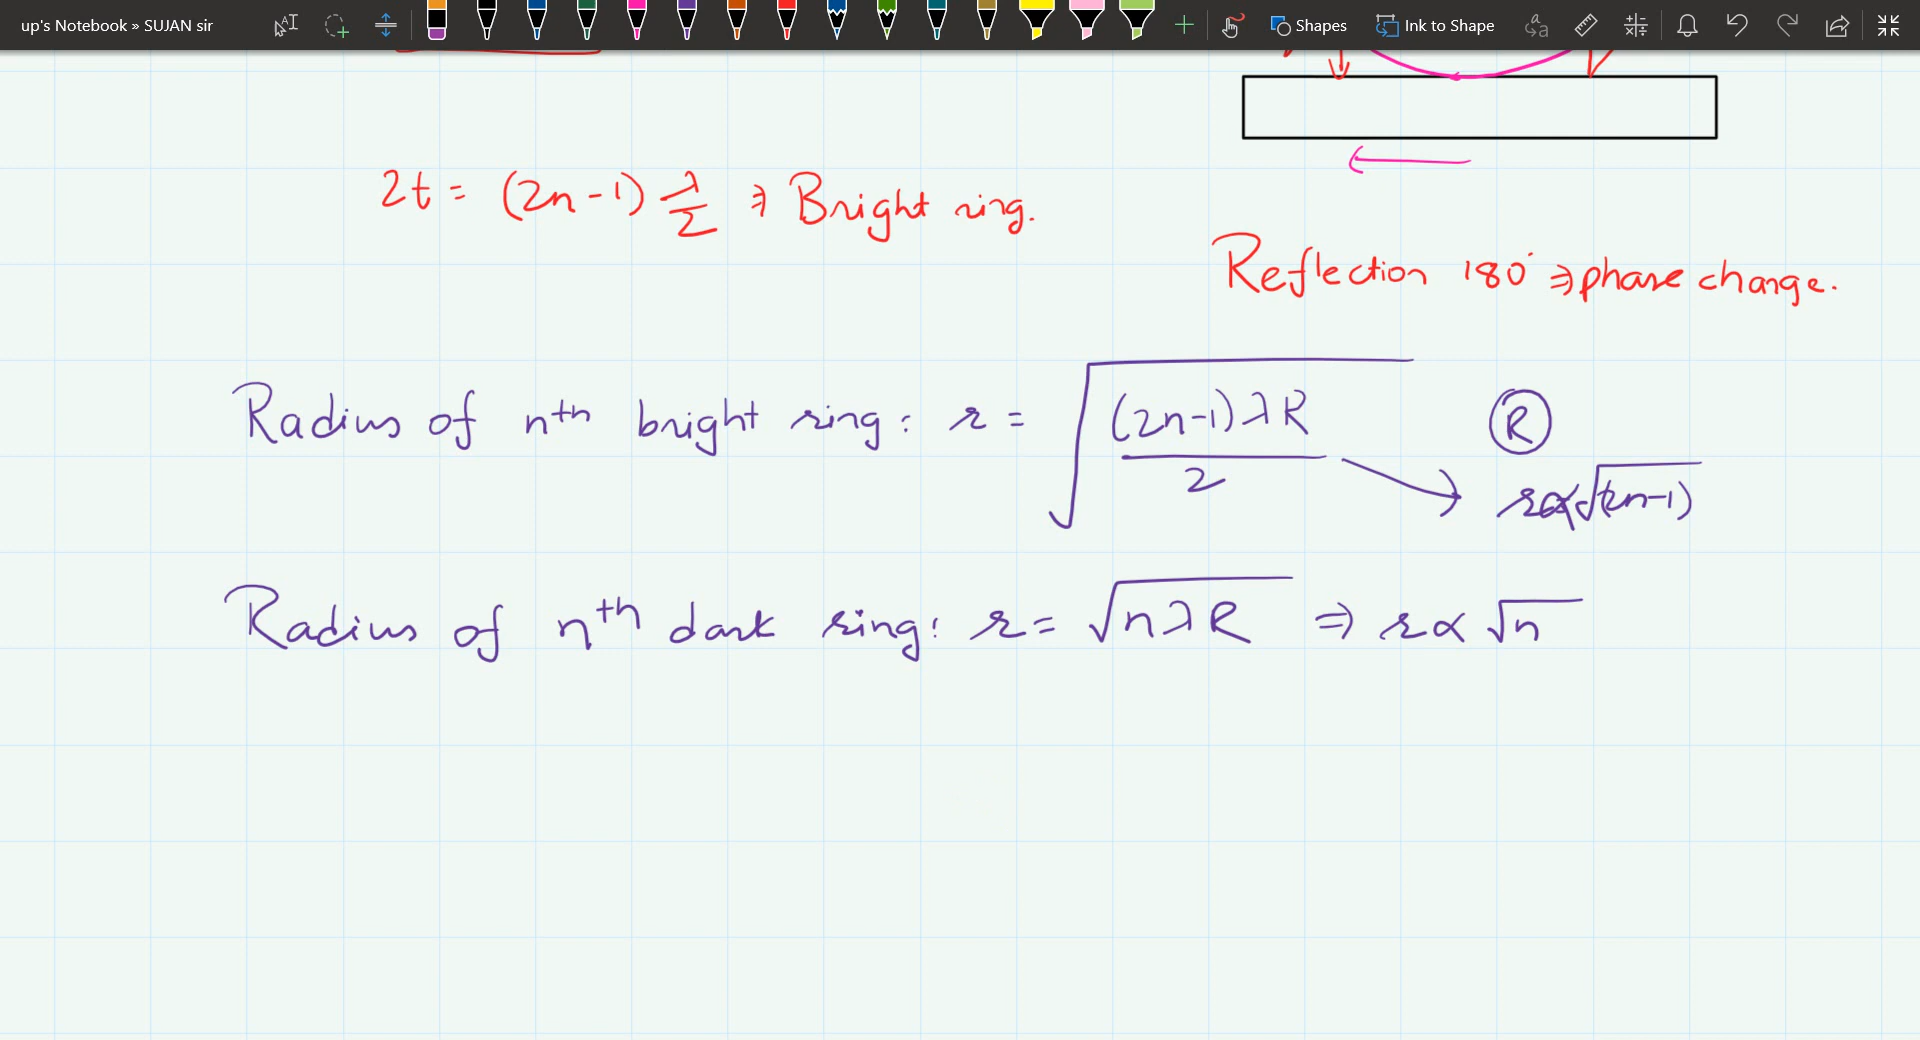 up's Notebook » SUJAN sir
Shapes
Ink to Shape
2t = (2n-1) λ/2 ⇒ Bright ring.
Reflection 180° ⇒ phase change.
Radius of nth bright ring : r = √((2n-1)λR/2)
R
r α √(2n-1)
Radius of nth dark ring : r = √(nλR) ⇒ r α √n